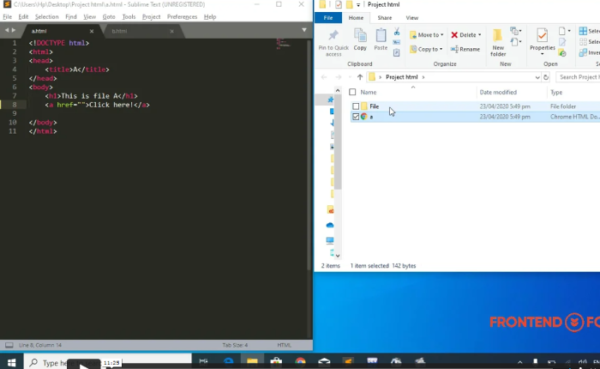 C:\Users\Hp\Desktop\Project html\a.html - Sublime Text (UNREGISTERED)
File Edit Selection Find View Goto Tools Project Preferences Help
a.html
b.html
1 <!DOCTYPE html>
2 <html>
3 <head>
4 <title>A</title>
5 </head>
6 <body>
7 <h1>This is file A</h1>
8 <a href="">Click here!</a>
9
10 </body>
11 </html>
Line 8, Column 14
Tab Size: 4
HTML
Project html
File Home Share View
Pin to Quick access
Copy
Paste
Move to
Copy to
Delete
Rename
New folder
Properties
Select
Clipboard
Organize
New
Open
Project html
Search Project
Name Date modified Type
File 23/04/2020 5:49 pm File folder
a 23/04/2020 5:49 pm Chrome HTML Do...
2 items 1 item selected 142 bytes
FRONTEND FO
Type here
11:25